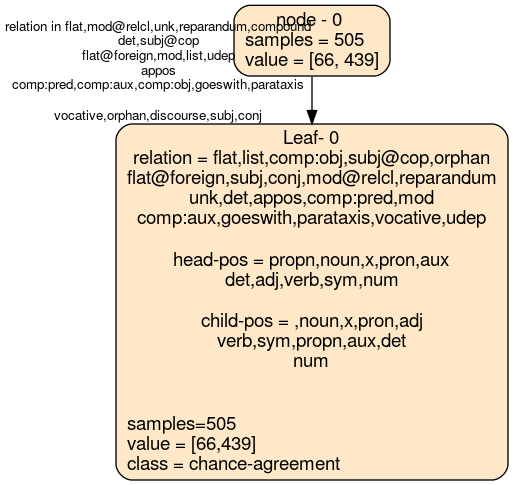 node - 0
samples = 505
value = [66, 439]
relation in flat,mod@relcl,unk,reparandum,compound
det,subj@cop
flat@foreign,mod,list,udep
appos
comp:pred,comp:aux,comp:obj,goeswith,parataxis
vocative,orphan,discourse,subj,conj
Leaf- 0
relation = flat,list,comp:obj,subj@cop,orphan
flat@foreign,subj,conj,mod@relcl,reparandum
unk,det,appos,comp:pred,mod
comp:aux,goeswith,parataxis,vocative,udep
head-pos = propn,noun,x,pron,aux
det,adj,verb,sym,num
child-pos = ,noun,x,pron,adj
verb,sym,propn,aux,det
num
samples=505
value = [66,439]
class = chance-agreement